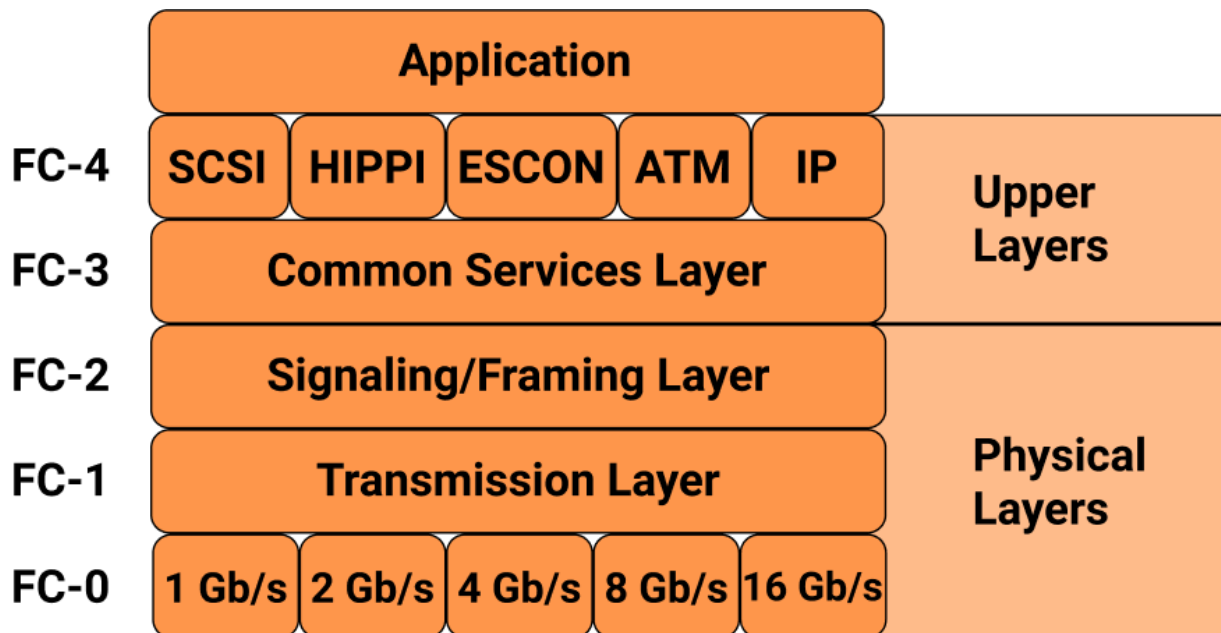 Application
FC-4 SCSI HIPPI ESCON ATM IP
Upper
Layers
FC-3 Common Services Layer
FC-2 Signaling/Framing Layer
FC-1 Transmission Layer
Physical
Layers
FC-0 1 Gb/s 2 Gb/s 4 Gb/s 8 Gb/s 16 Gb/s